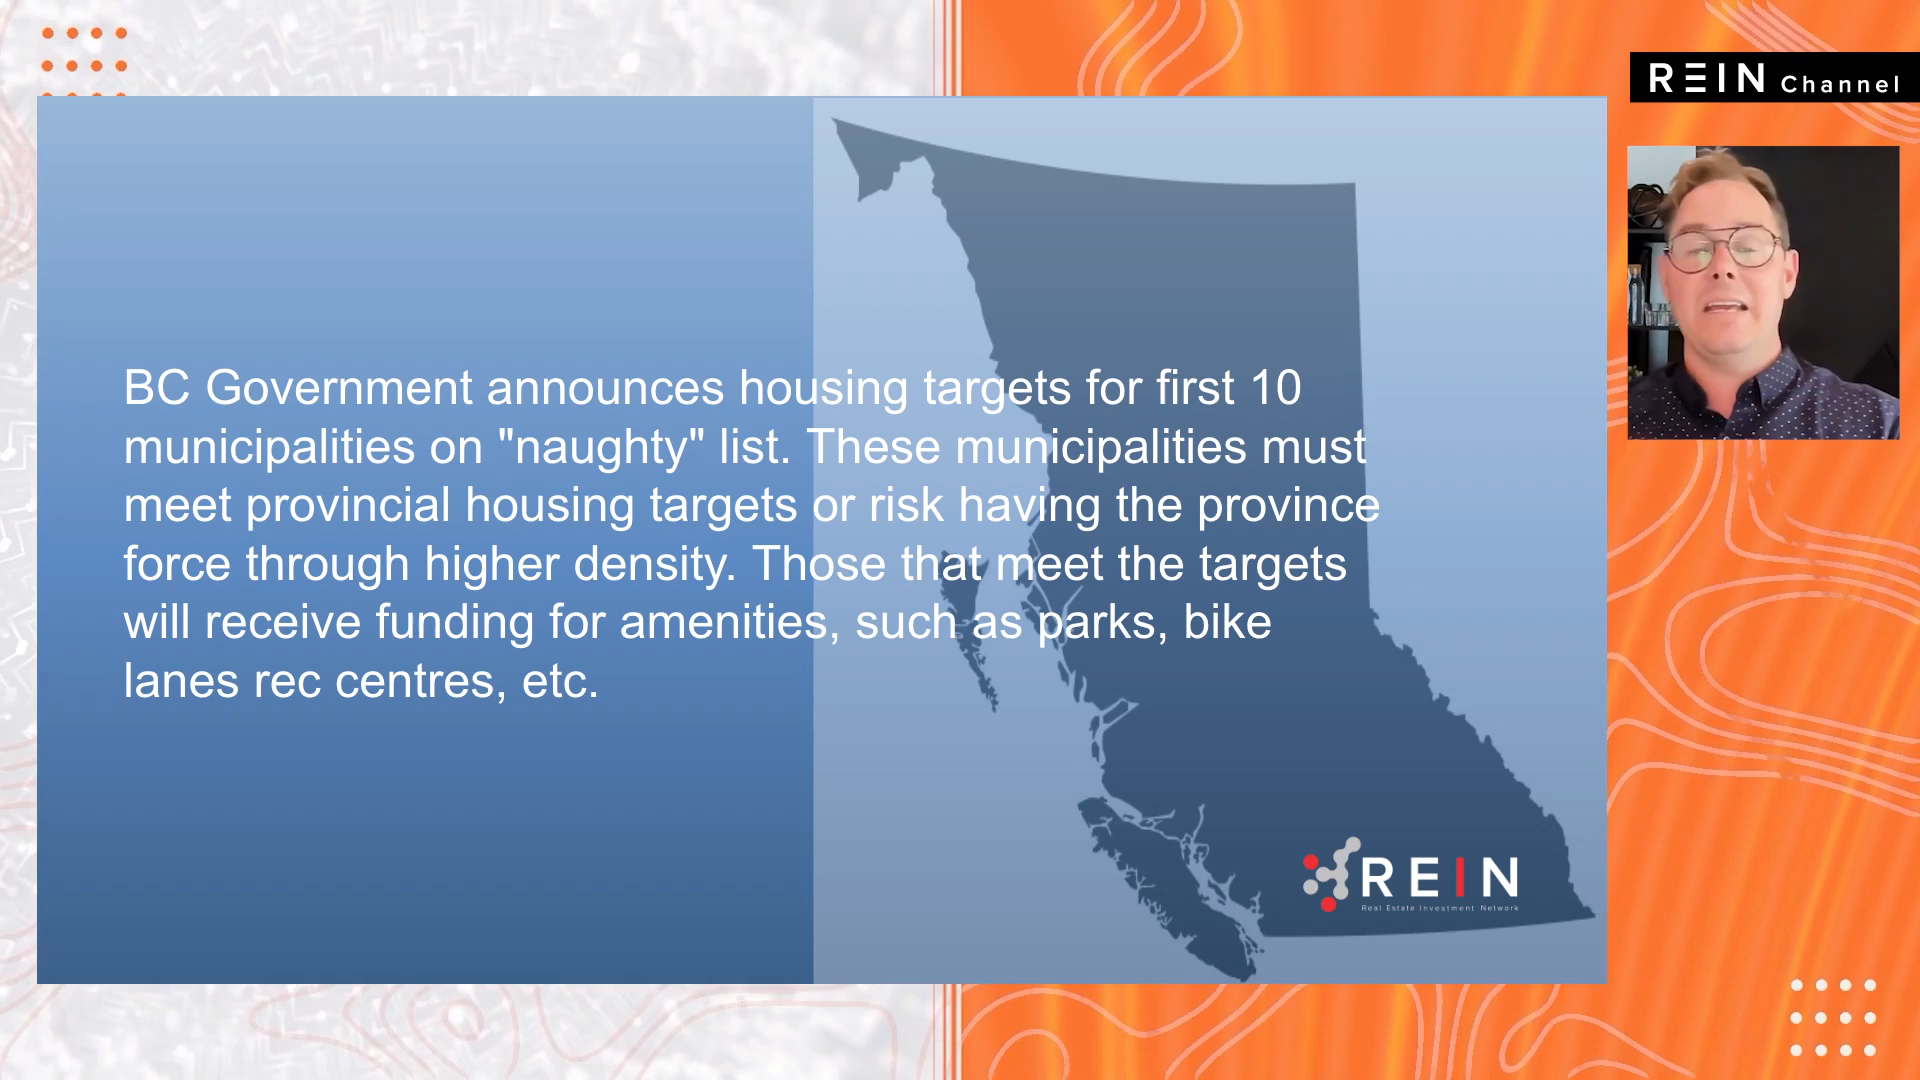 REIN Channel
BC Government announces housing targets for first 10
municipalities on "naughty" list. These municipalities must
meet provincial housing targets or risk having the province
force through higher density. Those that meet the targets
will receive funding for amenities, such as parks, bike
lanes rec centres, etc.
REIN
Real Estate Investment Network